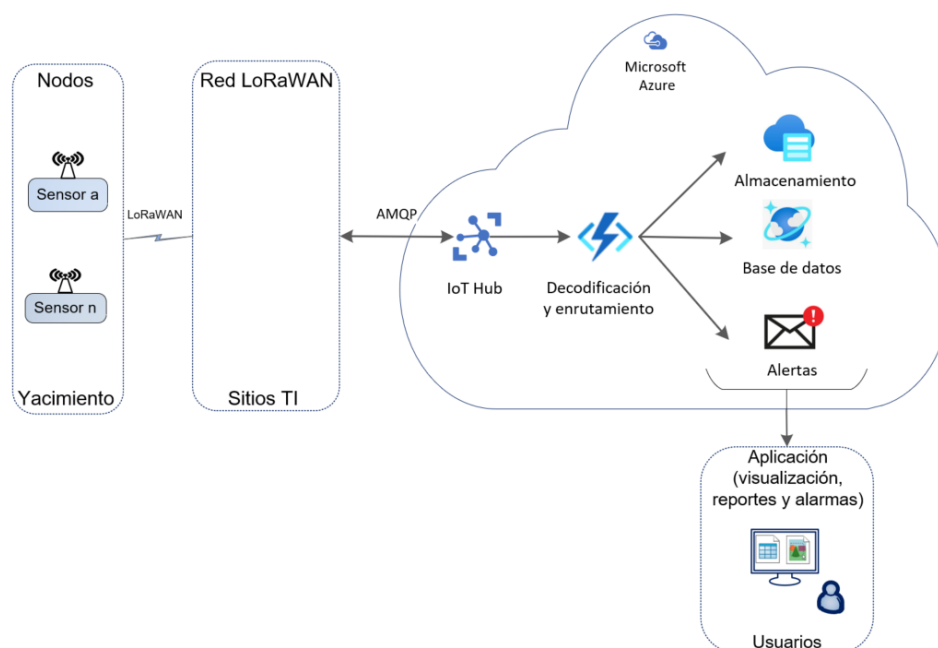 Nodos
Sensor a
Sensor n
Yacimiento
LoRaWAN
Red LoRaWAN
Sitios TI
AMQP
Microsoft
Azure
IoT Hub
Decodificación
y enrutamiento
Almacenamiento
Base de datos
!
Alertas
Aplicación
(visualización,
reportes y alarmas)
Usuarios